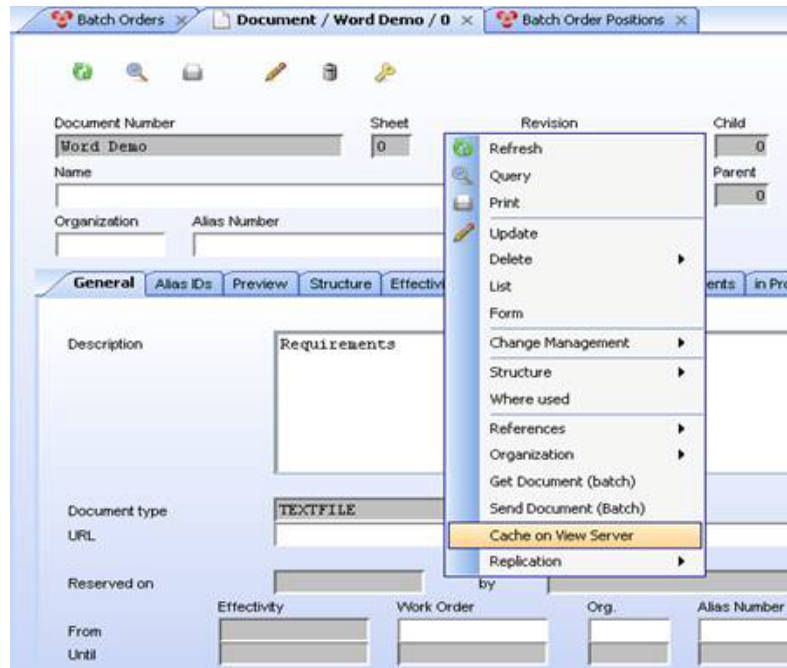 Batch Orders Document / Word Demo / 0 Batch Order Positions
Document Number Sheet Revision Child
Word Demo 0 0
Name Parent
0
Organization Alias Number
Refresh
Query
Print
Update
Delete
List
Form
Change Management
Structure
Where used
References
Organization
Get Document (batch)
Send Document (Batch)
Cache on View Server
Replication
General Alias IDs Preview Structure Effectivi ents in Pro
Description Requirements
Document type TEXTFILE
URL
Reserved on by
Effectivity Work Order Org. Alias Number
From
Until